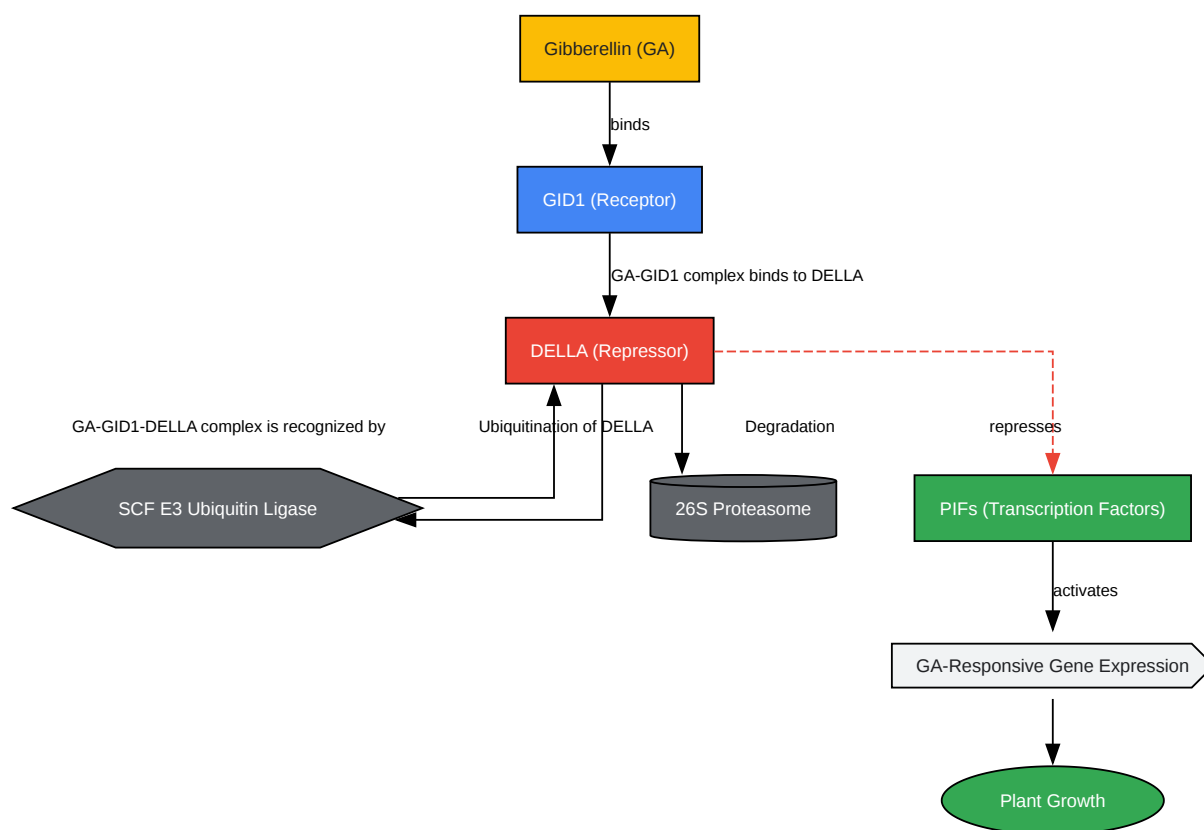 Gibberellin (GA)
binds
GID1 (Receptor)
GA-GID1 complex binds to DELLA
DELLA (Repressor)
GA-GID1-DELLA complex is recognized by
Ubiquitination of DELLA
Degradation
represses
SCF E3 Ubiquitin Ligase
26S Proteasome
PIFs (Transcription Factors)
activates
GA-Responsive Gene Expression
Plant Growth